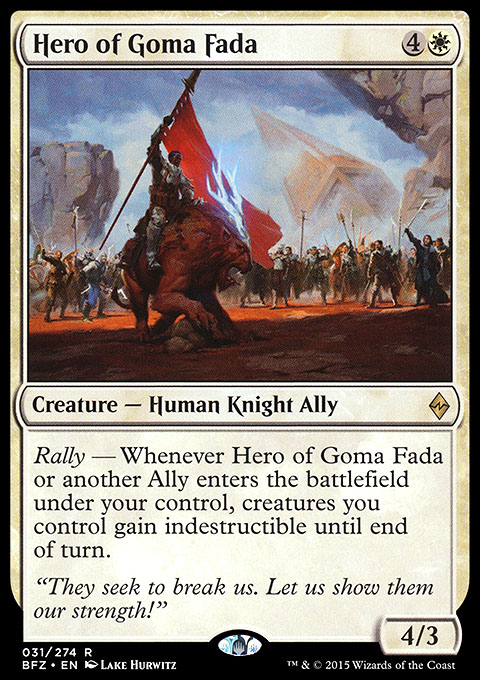 Hero of Goma Fada 4
Creature — Human Knight Ally
Rally — Whenever Hero of Goma Fada
or another Ally enters the battlefield
under your control, creatures you
control gain indestructible until end
of turn.
“They seek to break us. Let us show them
our strength!”
4/3
031/274 R
BFZ • EN Lake Hurwitz
™ & © 2015 Wizards of the Coast